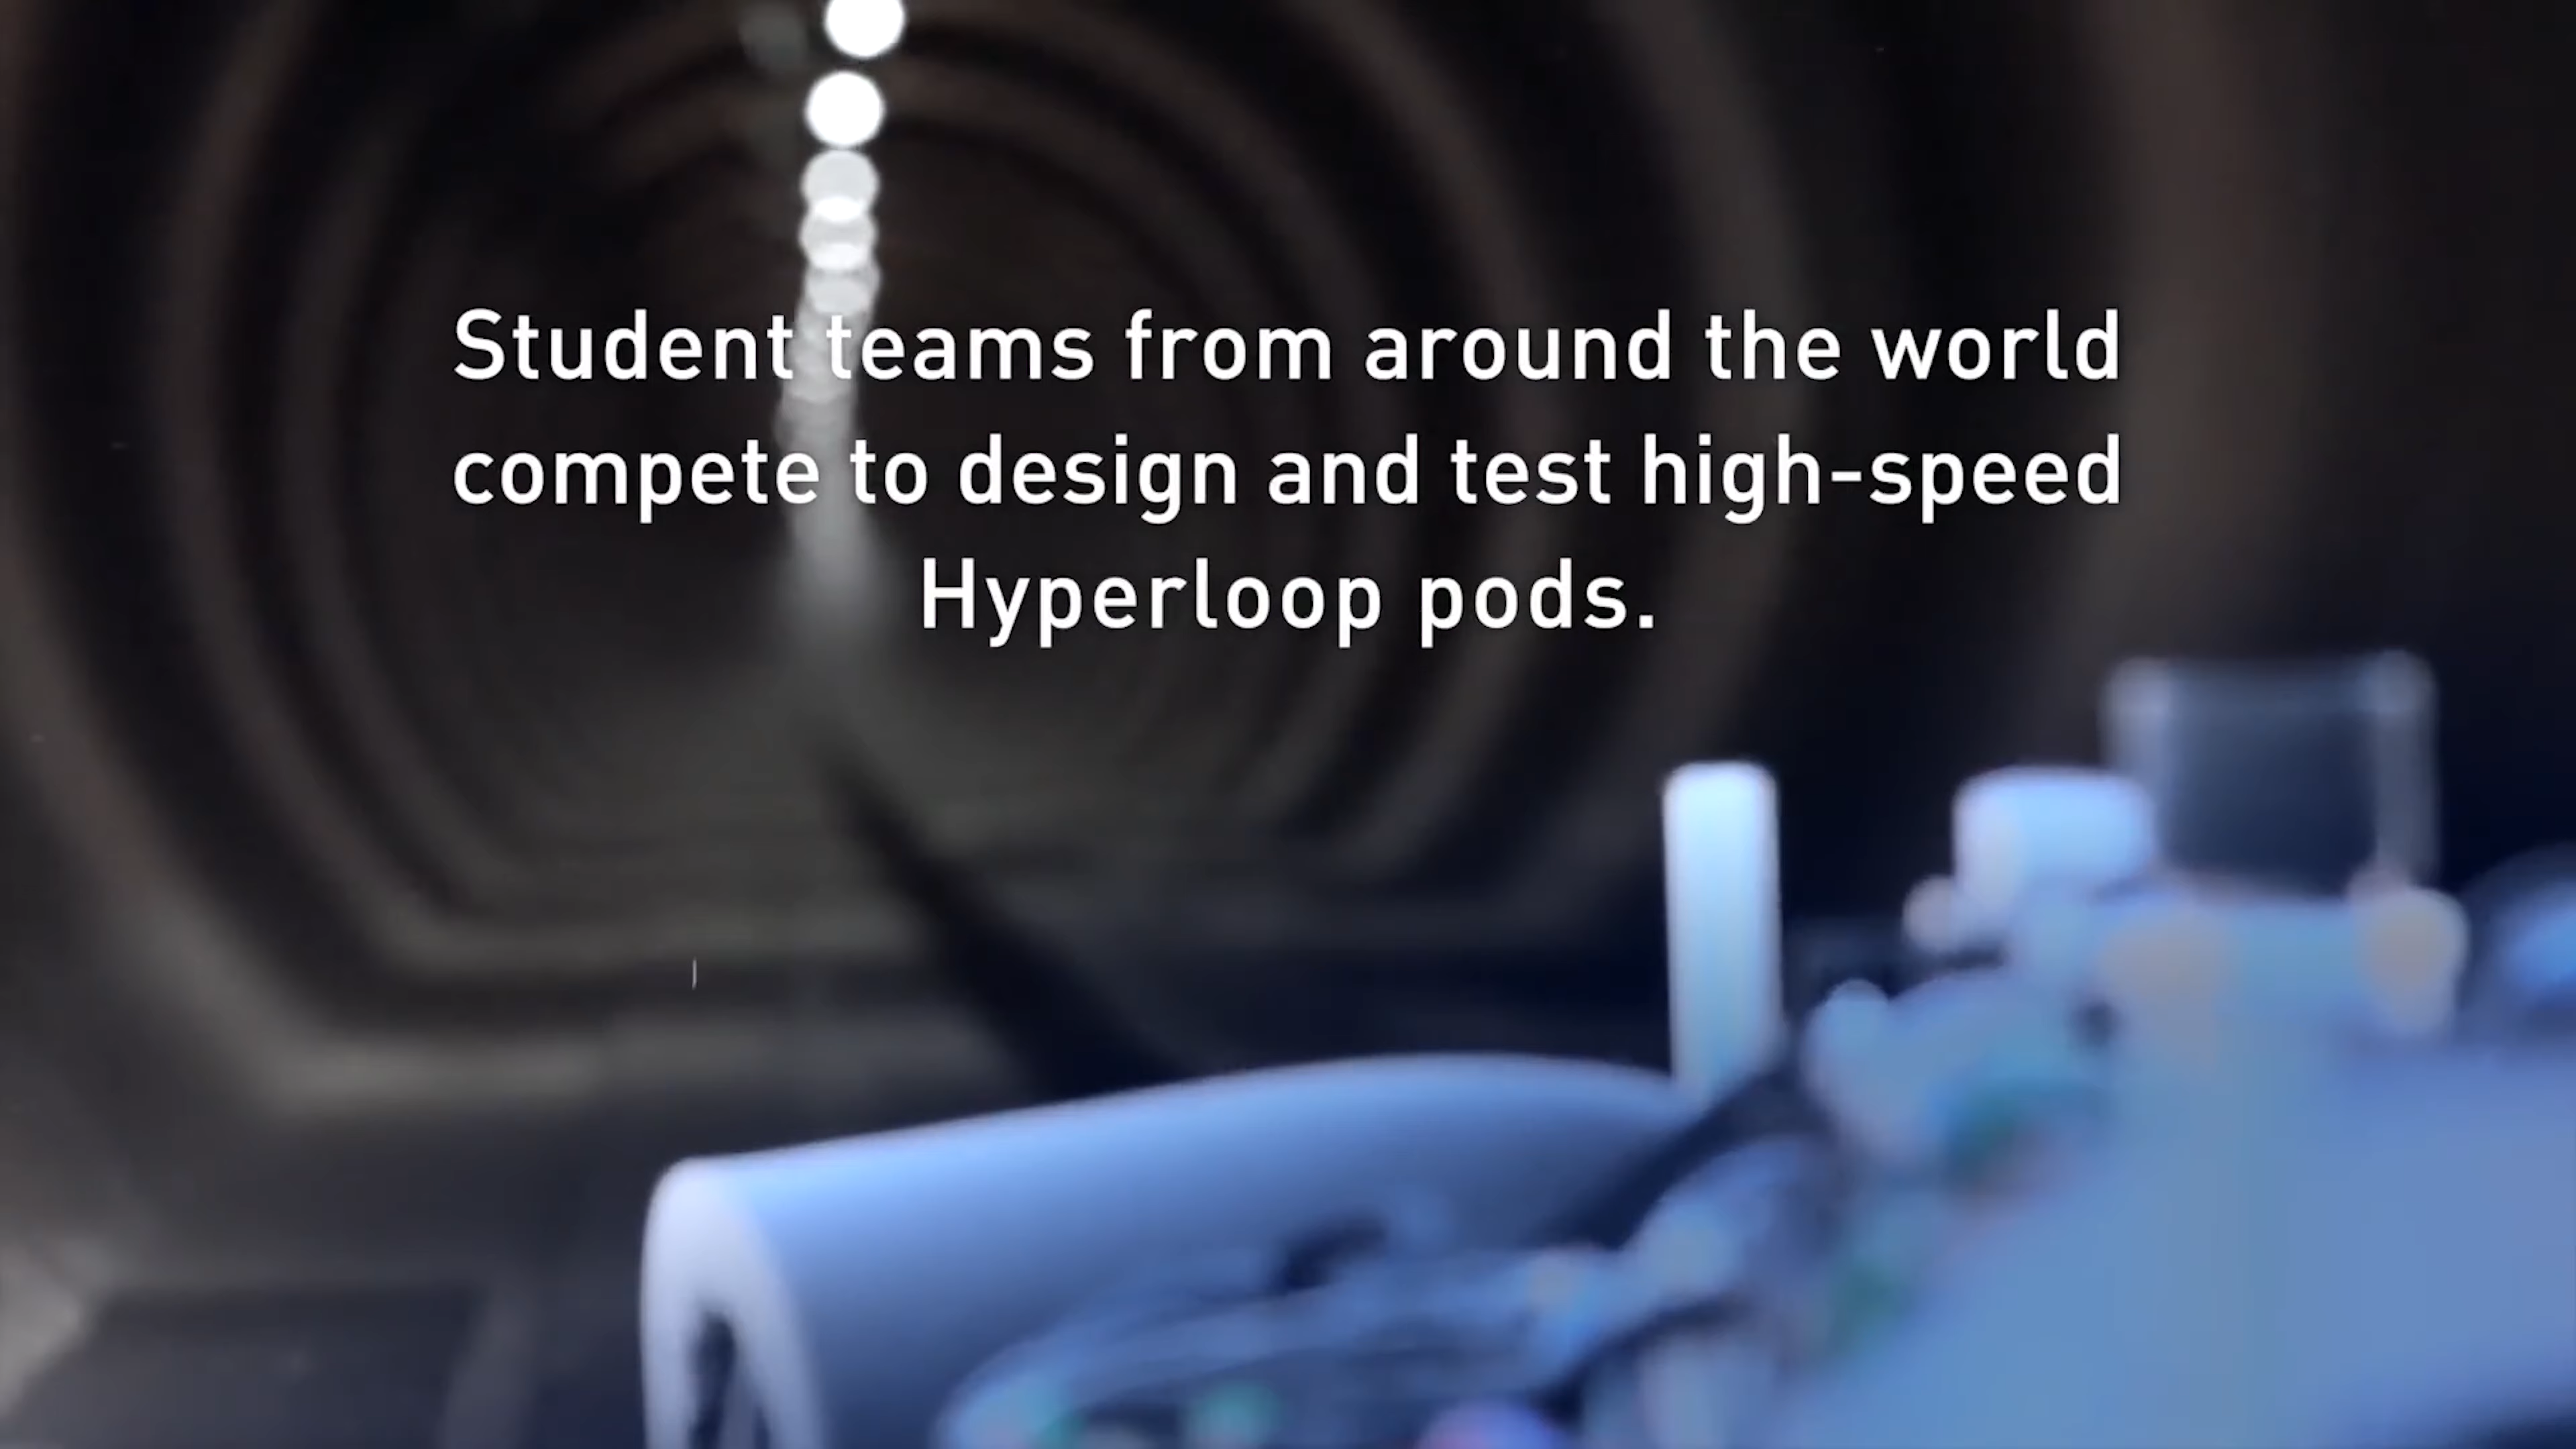 Student teams from around the world
compete to design and test high-speed
Hyperloop pods.